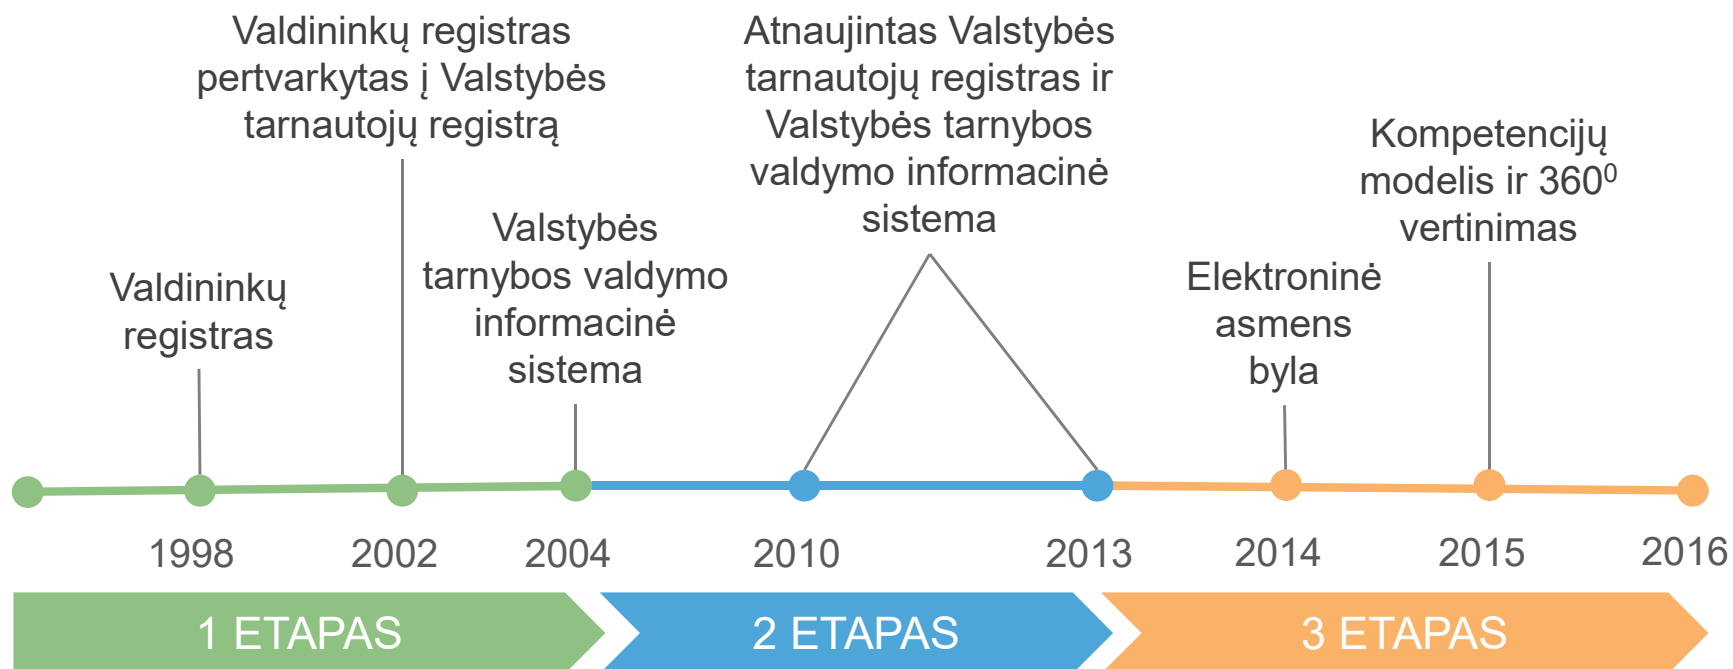 Valdininkų registras
pertvarkytas į Valstybės
tarnautojų registrą
Atnaujintas Valstybės
tarnautojų registras ir
Valstybės tarnybos
valdymo informacinė
sistema
Kompetencijų
modelis ir 360⁰
vertinimas
Valstybės
tarnybos valdymo
informacinė
sistema
Valdininkų
registras
Elektroninė
asmens
byla
1998
2002
2004
2010
2013
2014
2015
2016
1 ETAPAS
2 ETAPAS
3 ETAPAS